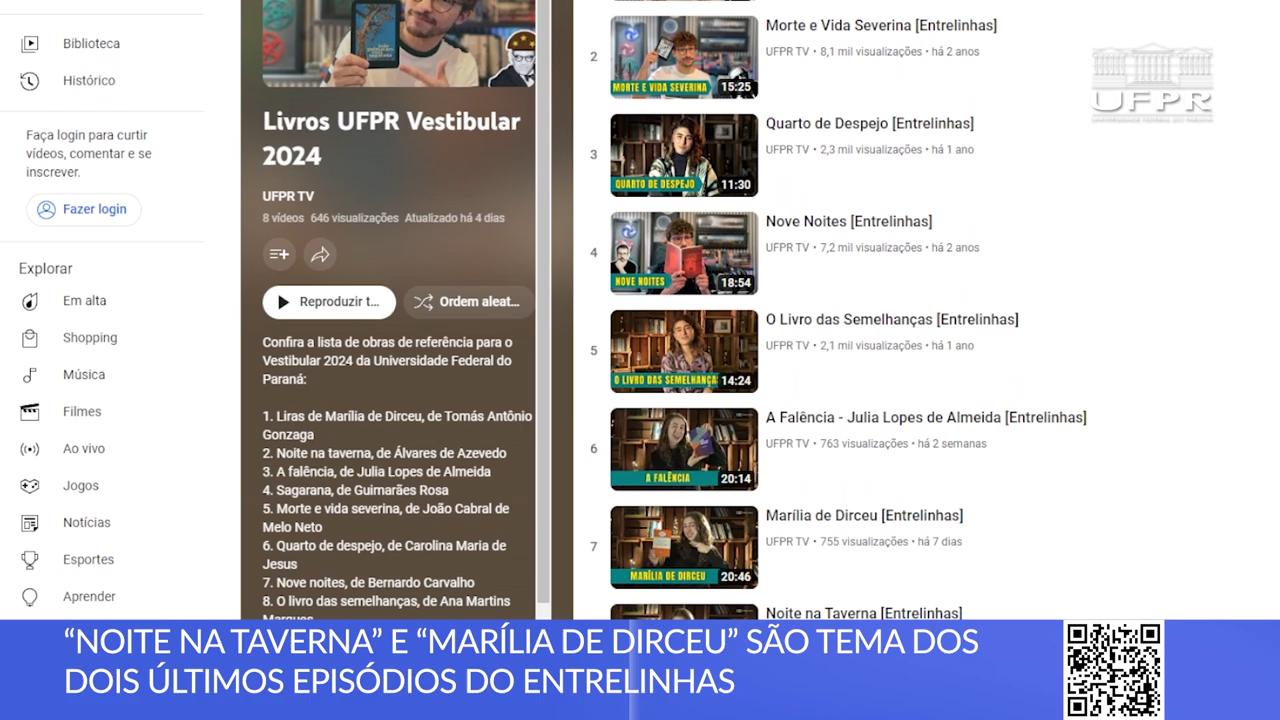 Biblioteca
Histórico
Faça login para curtir
vídeos, comentar e se
inscrever.
Fazer login
Explorar
Em alta
Shopping
Música
Filmes
Ao vivo
Jogos
Notícias
Esportes
Aprender
Livros UFPR Vestibular
2024
UFPR TV
8 vídeos 646 visualizações Atualizado há 4 dias
Reproduzir t...
Ordem aleat...
Confira a lista de obras de referência para o
Vestibular 2024 da Universidade Federal do
Paraná:
1. Liras de Marília de Dirceu, de Tomás Antônio
Gonzaga
2. Noite na taverna, de Álvares de Azevedo
3. A falência, de Julia Lopes de Almeida
4. Sagarana, de Guimarães Rosa
5. Morte e vida severina, de João Cabral de
Melo Neto
6. Quarto de despejo, de Carolina Maria de
Jesus
7. Nove noites, de Bernardo Carvalho
8. O livro das semelhanças, de Ana Martins
Marques
2
MORTE E VIDA SEVERINA
15:25
Morte e Vida Severina [Entrelinhas]
UFPR TV • 8,1 mil visualizações • há 2 anos
3
QUARTO DE DESPEJO
11:30
Quarto de Despejo [Entrelinhas]
UFPR TV • 2,3 mil visualizações • há 1 ano
4
NOVE NOITES
18:54
Nove Noites [Entrelinhas]
UFPR TV • 7,2 mil visualizações • há 2 anos
5
O LIVRO DAS SEMELHANÇA
14:24
O Livro das Semelhanças [Entrelinhas]
UFPR TV • 2,1 mil visualizações • há 1 ano
6
A FALÊNCIA
20:14
A Falência - Julia Lopes de Almeida [Entrelinhas]
UFPR TV • 763 visualizações • há 2 semanas
7
MARÍLIA DE DIRCEU
20:46
Marília de Dirceu [Entrelinhas]
UFPR TV • 755 visualizações • há 7 dias
Noite na Taverna [Entrelinhas]
UFPR
UNIVERSIDADE FEDERAL DO PARANÁ
“NOITE NA TAVERNA” E “MARÍLIA DE DIRCEU” SÃO TEMA DOS
DOIS ÚLTIMOS EPISÓDIOS DO ENTRELINHAS